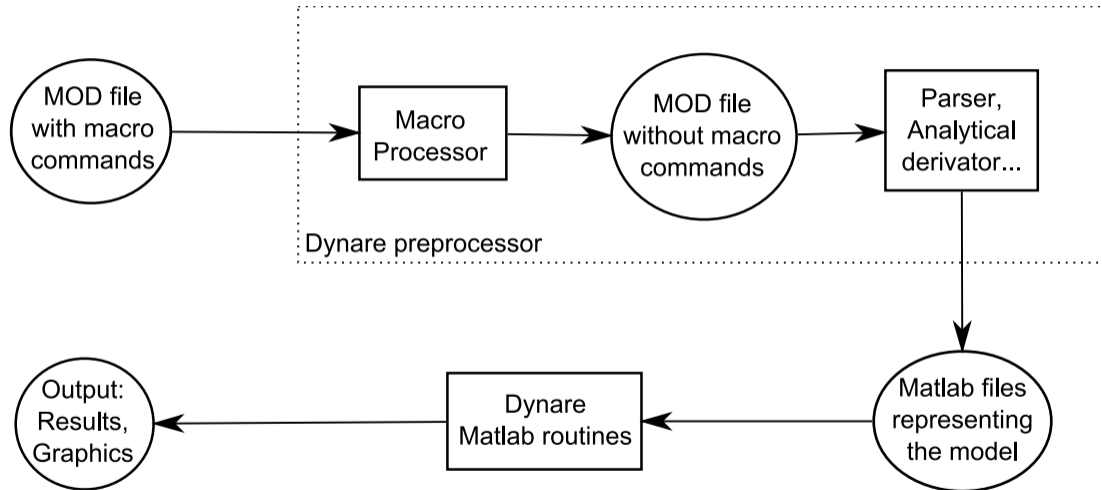 MOD file
with macro
commands
Macro
Processor
MOD file
without macro
commands
Parser,
Analytical
derivator...
Dynare preprocessor
Matlab files
representing
the model
Dynare
Matlab routines
Output:
Results,
Graphics